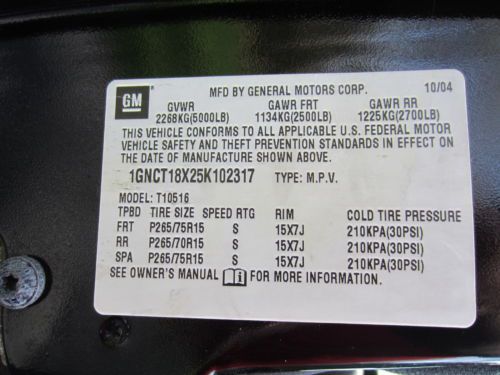 MFD BY GENERAL MOTORS CORP. 10/04
GM GVWR GAWR FRT GAWR RR
2268KG(5000LB) 1134KG(2500LB) 1225KG(2700LB)
THIS VEHICLE CONFORMS TO ALL APPLICABLE U.S. FEDERAL MOTOR
VEHICLE SAFETY AND THEFT PREVENTION STANDARDS IN EFFECT ON
THE DATE OF MANUFACTURE SHOWN ABOVE.
1GNCT18X25K102317 TYPE: M.P.V.
MODEL: T10516
TPBD TIRE SIZE SPEED RTG RIM COLD TIRE PRESSURE
FRT P265/75R15 S 15X7J 210KPA(30PSI)
RR P265/70R15 S 15X7J 210KPA(30PSI)
SPA P265/75R15 S 15X7J 210KPA(30PSI)
SEE OWNER'S MANUAL FOR MORE INFORMATION.